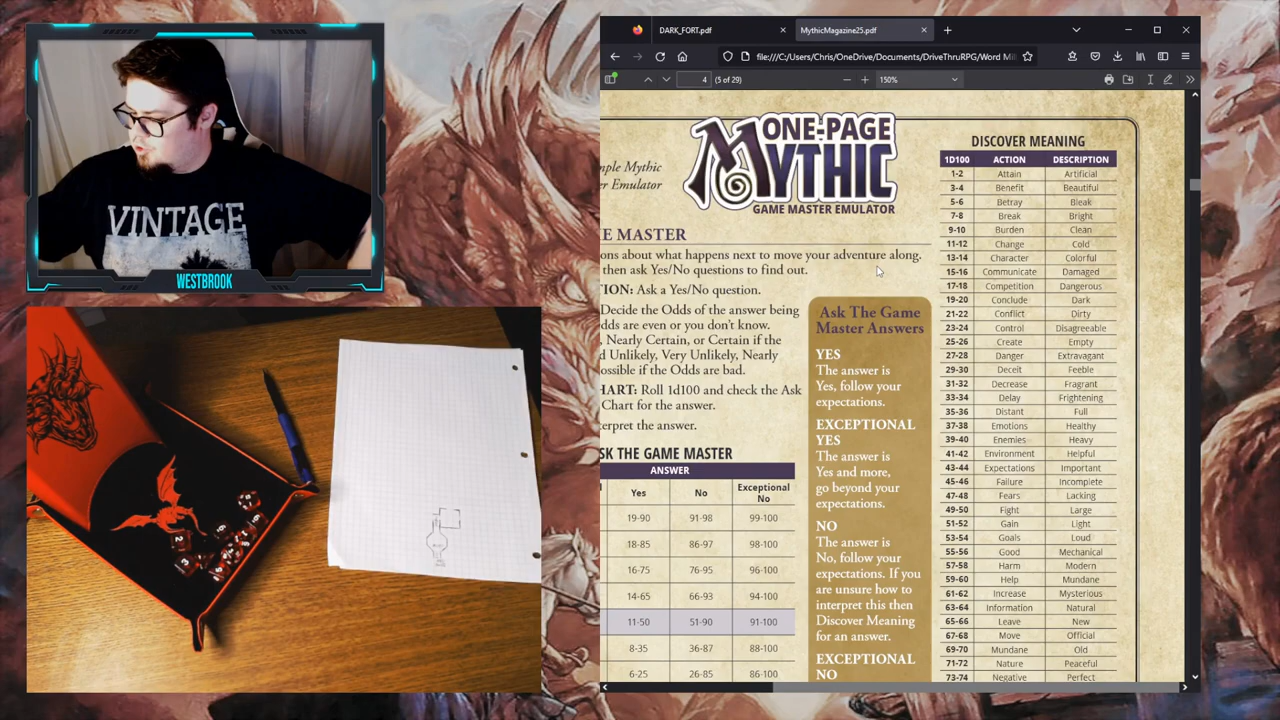 VINTAGE
WESTBROOK
DARK_FORT.pdf
MythicMagazine25.pdf
file:///C:/Users/Chris/OneDrive/Documents/DriveThruRPG/Word Mil
4
(5 of 29)
150%
ONE-PAGE
MYTHIC
GAME MASTER EMULATOR
mple Mythic
er Emulator
E MASTER
ons about what happens next to move your adventure along,
then ask Yes/No questions to find out.
TION: Ask a Yes/No question.
Decide the Odds of the answer being
dds are even or you don't know.
, Nearly Certain, or Certain if the
d Unlikely, Very Unlikely, Nearly
ossible if the Odds are bad.
HART: Roll 1d100 and check the Ask
Chart for the answer.
erpret the answer.
SK THE GAME MASTER
ANSWER
Yes No Exceptional No
19-90 91-98 99-100
18-85 86-97 98-100
16-75 76-95 96-100
14-65 66-93 94-100
11-50 51-90 91-100
8-35 36-87 88-100
6-25 26-85 86-100
Ask The Game
Master Answers
YES
The answer is
Yes, follow your
expectations.
EXCEPTIONAL
YES
The answer is
Yes and more,
go beyond your
expectations.
NO
The answer is
No, follow your
expectations. If you
are unsure how to
interpret this then
Discover Meaning
for an answer.
EXCEPTIONAL
NO
DISCOVER MEANING
1D100 ACTION DESCRIPTION
1-2 Attain Artificial
3-4 Benefit Beautiful
5-6 Betray Bleak
7-8 Break Bright
9-10 Burden Clean
11-12 Change Cold
13-14 Character Colorful
15-16 Communicate Damaged
17-18 Competition Dangerous
19-20 Conclude Dark
21-22 Conflict Dirty
23-24 Control Disagreeable
25-26 Create Empty
27-28 Danger Extravagant
29-30 Deceit Feeble
31-32 Decrease Fragrant
33-34 Delay Frightening
35-36 Distant Full
37-38 Emotions Healthy
39-40 Enemies Heavy
41-42 Environment Helpful
43-44 Expectations Important
45-46 Failure Incomplete
47-48 Fears Lacking
49-50 Fight Large
51-52 Gain Light
53-54 Goals Loud
55-56 Good Mechanical
57-58 Harm Modern
59-60 Help Mundane
61-62 Increase Mysterious
63-64 Information Natural
65-66 Leave New
67-68 Move Official
69-70 Mundane Old
71-72 Nature Peaceful
73-74 Negative Perfect